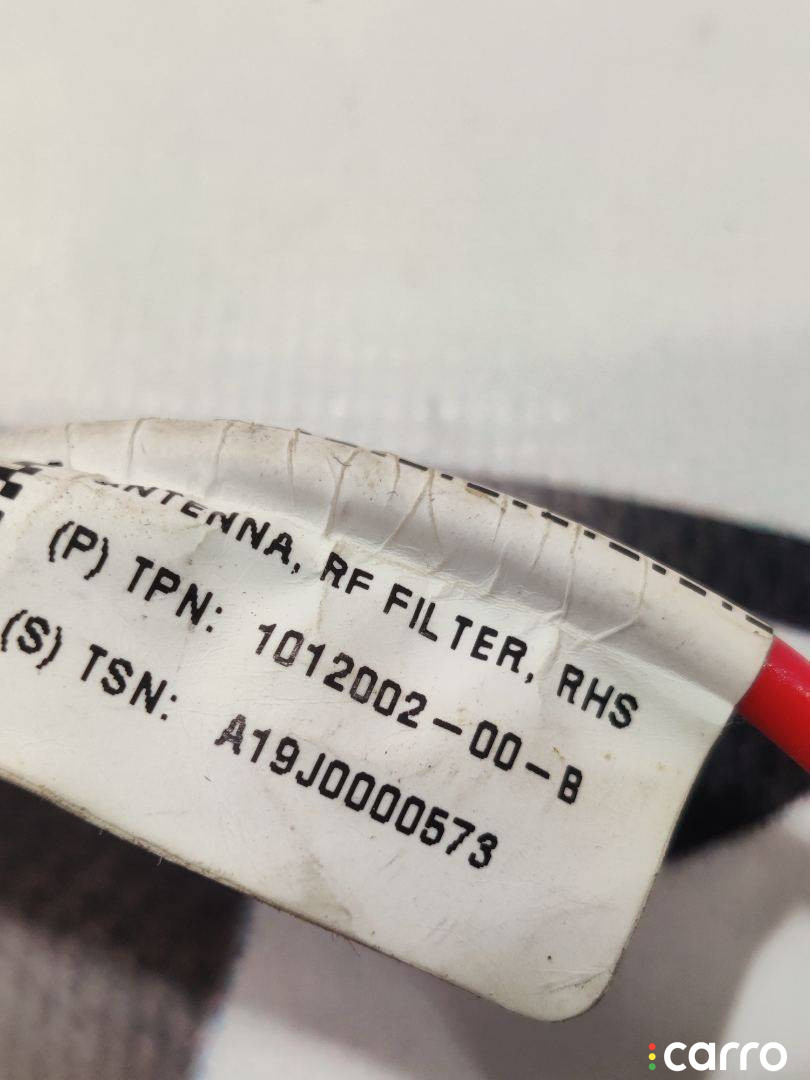 ANTENNA, RF FILTER, RHS
(P) TPN: 1012002-00-B
(S) TSN: A19J0000573
carro